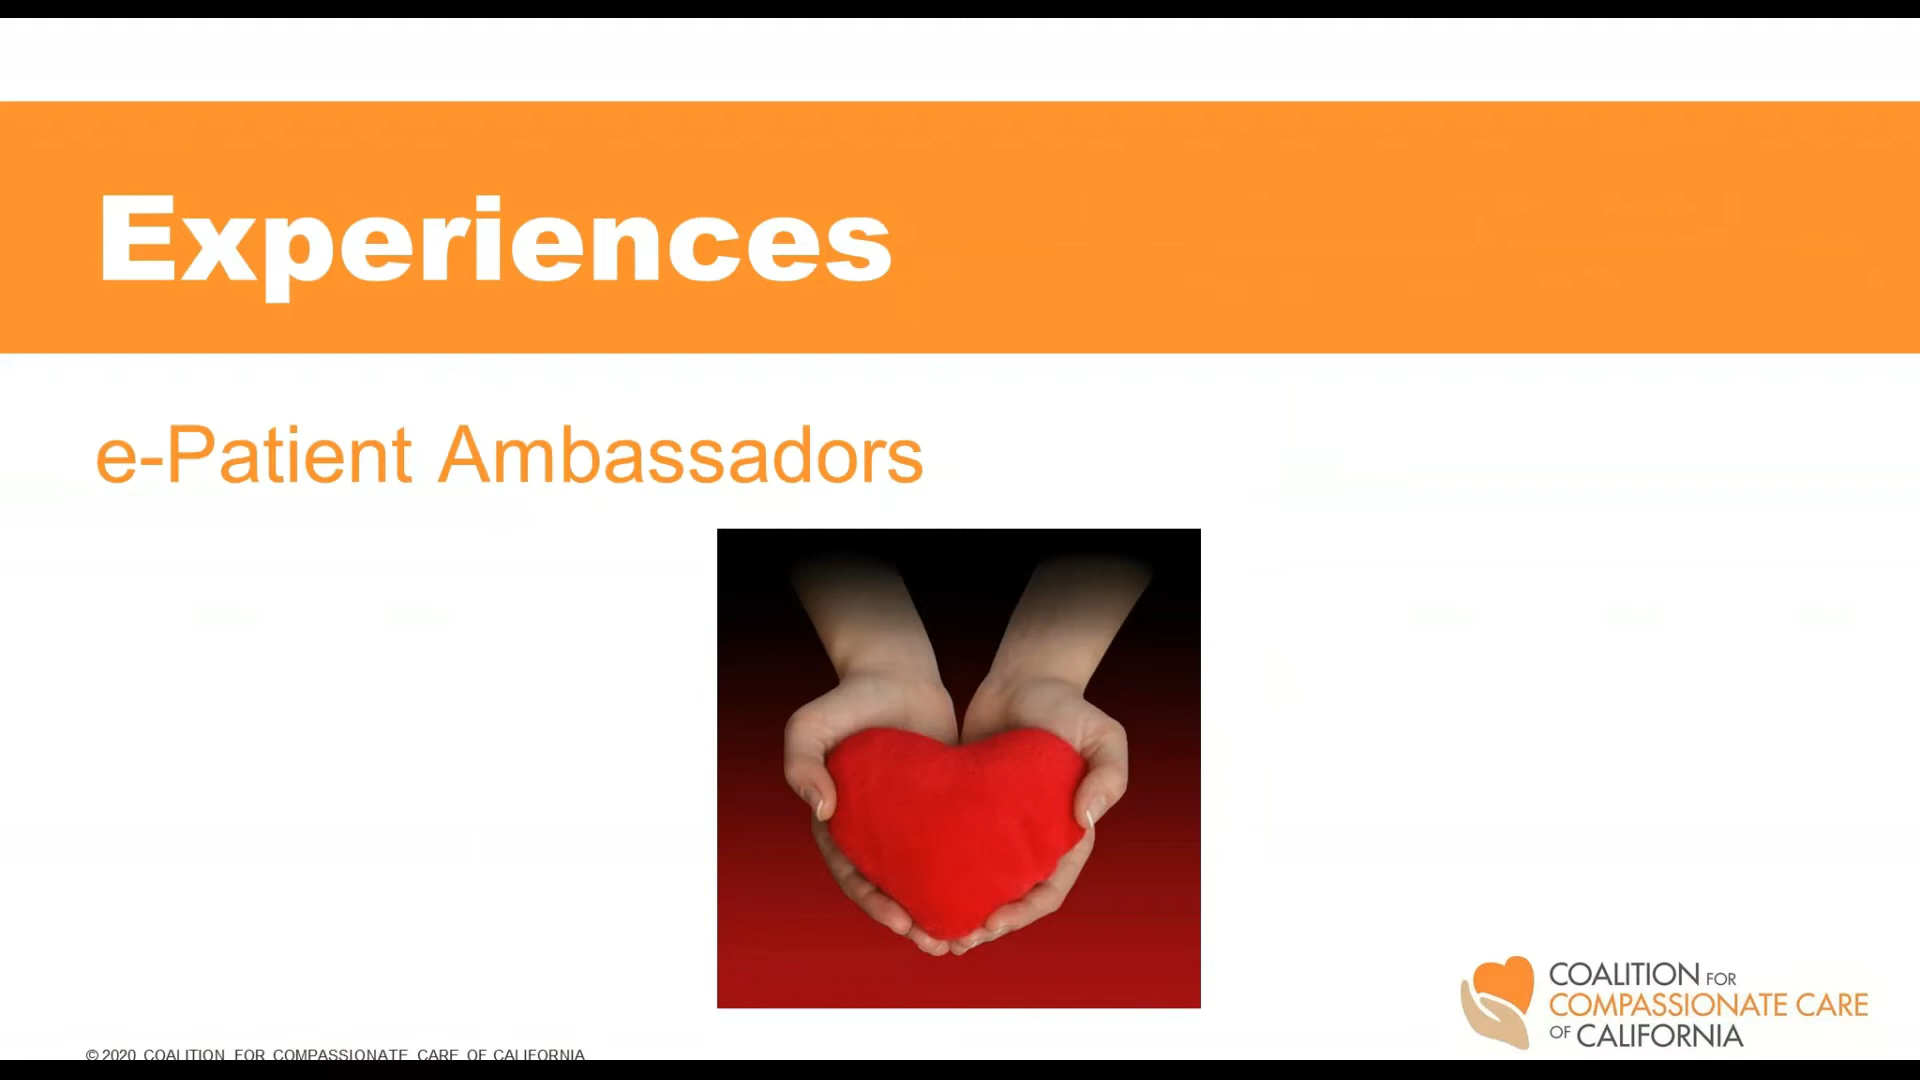 Experiences
e-Patient Ambassadors
COALITION FOR
COMPASSIONATE CARE
OF CALIFORNIA
© 2020 COALITION FOR COMPASSIONATE CARE OF CALIFORNIA